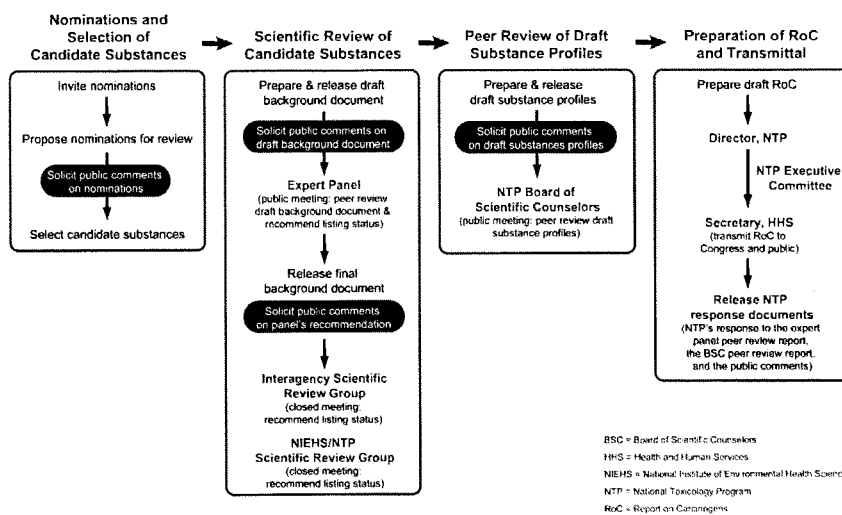 Nominations and
Selection of
Candidate Substances
Invite nominations
Propose nominations for review
Solicit public comments
on nominations
Select candidate substances
Scientific Review of
Candidate Substances
Prepare & release draft
background document
Solicit public comments on
draft background document
Expert Panel
(public meeting: peer review
draft background document &
recommend listing status)
Release final
background document
Solicit public comments
on panel's recommendation
Interagency Scientific
Review Group
(closed meeting:
recommend listing status)
NIEHS/NTP
Scientific Review Group
(closed meeting:
recommend listing status)
Peer Review of Draft
Substance Profiles
Prepare & release
draft substance profiles
Solicit public comments
on draft substances profiles
NTP Board of
Scientific Counselors
(public meeting: peer review draft
substance profiles)
Preparation of RoC
and Transmittal
Prepare draft RoC
Director, NTP
NTP Executive
Committee
Secretary, HHS
(transmit RoC to
Congress and public)
Release NTP
response documents
(NTP's response to the expert
panel peer review report,
the BSC peer review report,
and the public comments)
BSC = Board of Scientific Counselors
HHS = Health and Human Services
NIEHS = National Institute of Environmental Health Scienc
NTP = National Toxicology Program
RoC = Report on Carcinogens